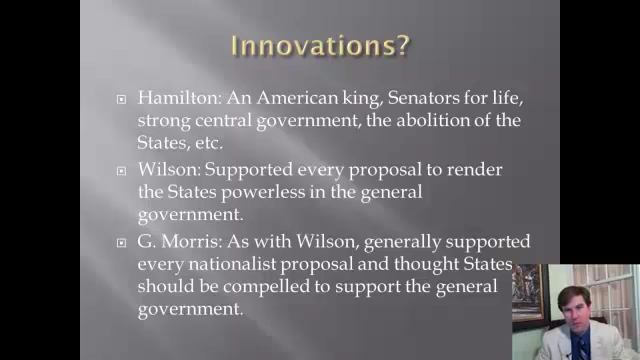 Innovations?
Hamilton: An American king, Senators for life,
strong central government, the abolition of the
States, etc.
Wilson: Supported every proposal to render
the States powerless in the general
government.
G. Morris: As with Wilson, generally supported
every nationalist proposal and thought States
should be compelled to support the general
government.